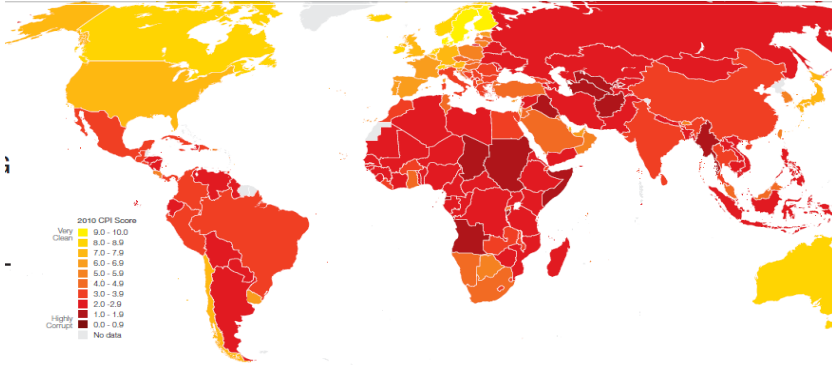 2010 CPI Score
Very
Clean
9.0 - 10.0
8.0 - 8.9
7.0 - 7.9
6.0 - 6.9
5.0 - 5.9
4.0 - 4.9
3.0 - 3.9
2.0 -2.9
1.0 - 1.9
Highly
Corrupt
0.0 - 0.9
No data